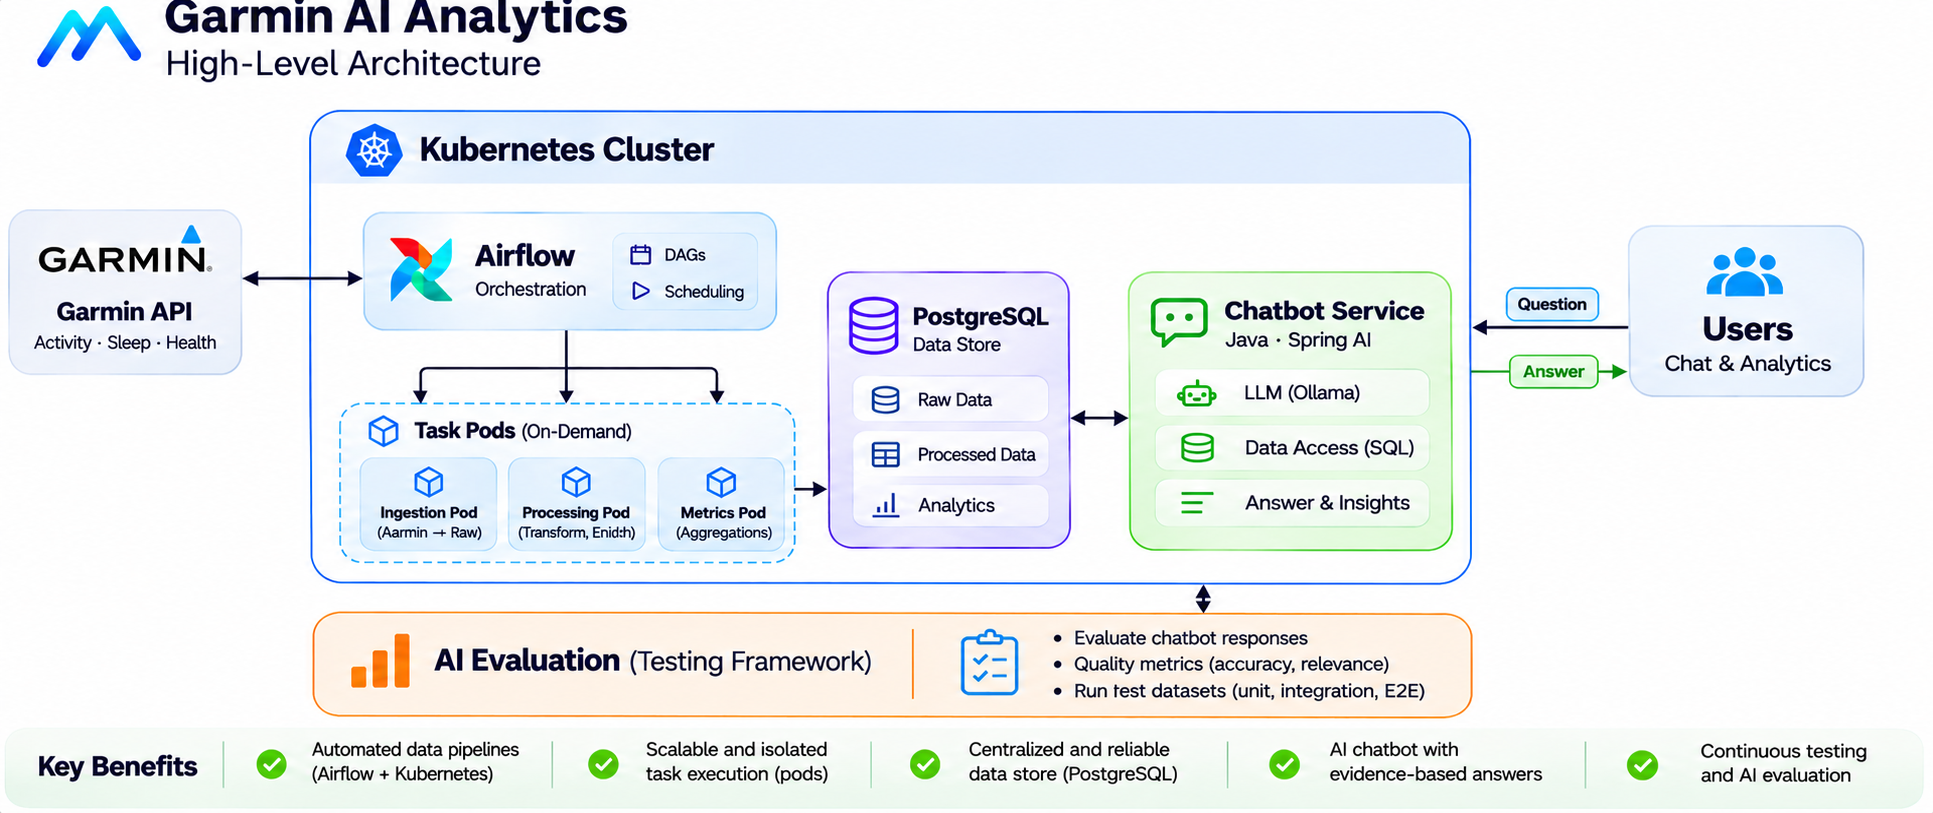 Garmin AI Analytics
High-Level Architecture
Kubernetes Cluster
GARMIN
Garmin API
Activity · Sleep · Health
Airflow
Orchestration
DAGs
Scheduling
Task Pods (On-Demand)
Ingestion Pod
(Aarmin → Raw)
Processing Pod
(Transform, Enid:h)
Metrics Pod
(Aggregations)
PostgreSQL
Data Store
Raw Data
Processed Data
Analytics
Chatbot Service
Java · Spring AI
LLM (Ollama)
Data Access (SQL)
Answer & Insights
Question
Answer
Users
Chat & Analytics
AI Evaluation (Testing Framework)
• Evaluate chatbot responses
• Quality metrics (accuracy, relevance)
• Run test datasets (unit, integration, E2E)
Key Benefits
Automated data pipelines
(Airflow + Kubernetes)
Scalable and isolated
task execution (pods)
Centralized and reliable
data store (PostgreSQL)
AI chatbot with
evidence-based answers
Continuous testing
and AI evaluation